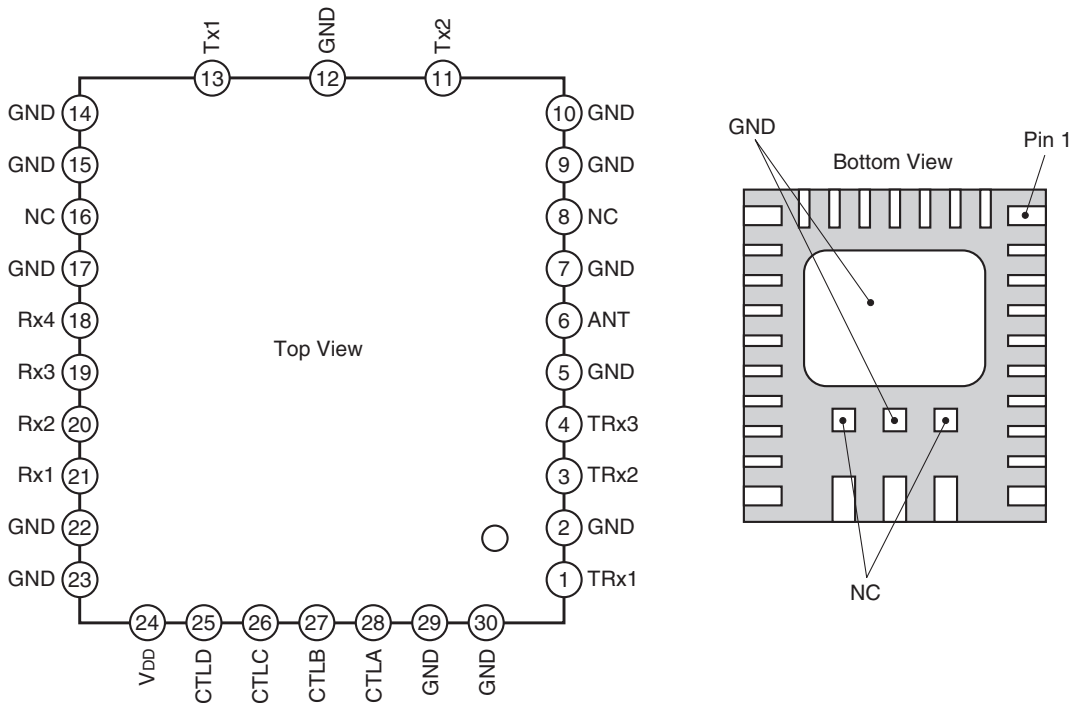 Tx1
GND
Tx2
13
12
11
GND 14
10 GND
GND 15
9 GND
NC 16
8 NC
GND 17
7 GND
Rx4 18
6 ANT
Top View
Rx3 19
5 GND
Rx2 20
4 TRx3
Rx1 21
3 TRx2
GND 22
2 GND
GND 23
1 TRx1
24
25
26
27
28
29
30
VDD
CTLD
CTLC
CTLB
CTLA
GND
GND
GND
Pin 1
Bottom View
NC